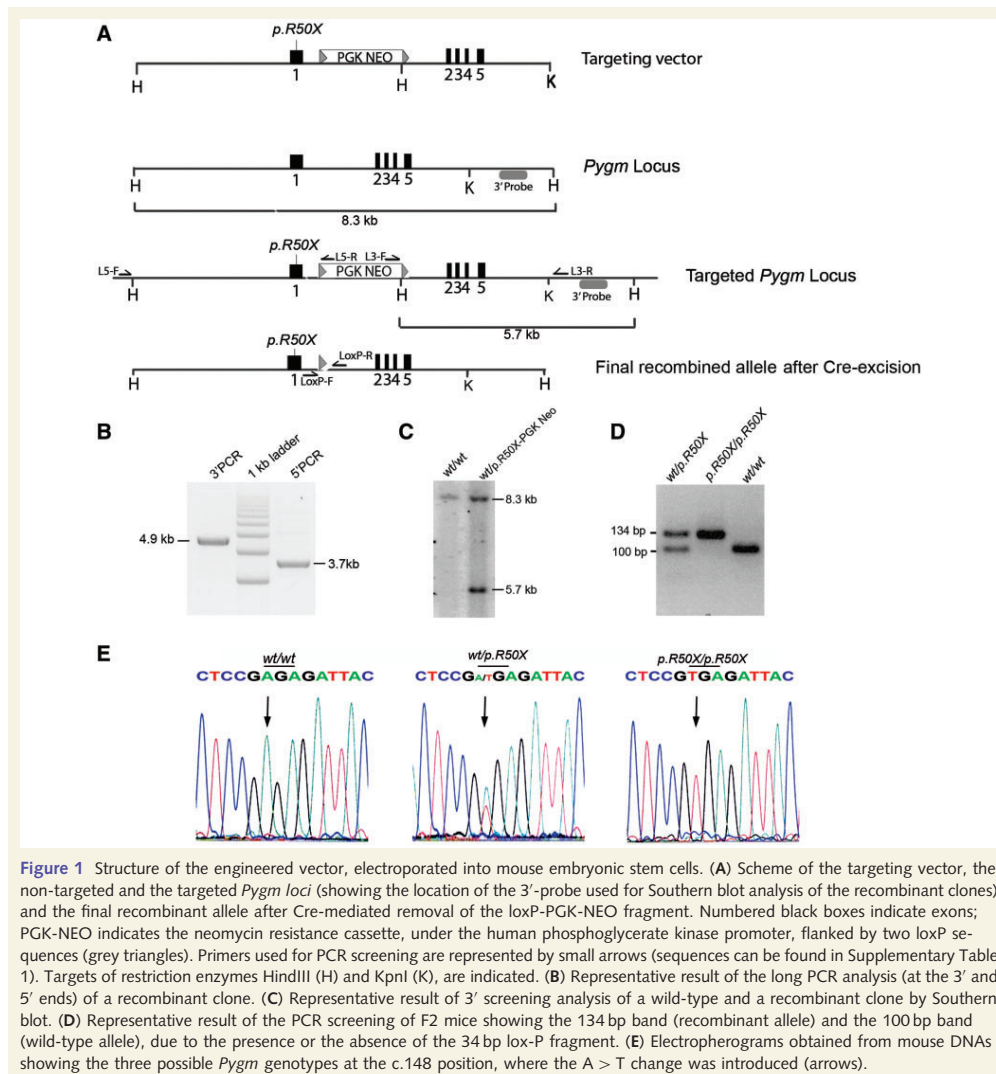 A
p.R50X
PGK NEO
Targeting vector
1
2345
H
H
K
Pygm Locus
1
2345
H
K
3'Probe
H
8.3 kb
p.R50X
L5-F
L5-R L3-F
PGK NEO
L3-R
Targeted Pygm Locus
1
2345
H
H
K
3'Probe
H
5.7 kb
p.R50X
LoxP-R
Final recombined allele after Cre-excision
H
1
LoxP-F
2345
K
H
B
3'PCR
1 kb ladder
5'PCR
4.9 kb
3.7kb
C
wt/wt
wt/p.R50X-PGK Neo
8.3 kb
5.7 kb
D
wt/p.R50X
p.R50X/p.R50X
wt/wt
134 bp
100 bp
E
wt/wt
CTCCGAGAGATTAC
wt/p.R50X
CTCCGA/TGAGATTAC
p.R50X/p.R50X
CTCCGTGAGATTAC
Figure 1 Structure of the engineered vector, electroporated into mouse embryonic stem cells. (A) Scheme of the targeting vector, the
non-targeted and the targeted Pygm loci (showing the location of the 3'-probe used for Southern blot analysis of the recombinant clones)
and the final recombinant allele after Cre-mediated removal of the loxP-PGK-NEO fragment. Numbered black boxes indicate exons;
PGK-NEO indicates the neomycin resistance cassette, under the human phosphoglycerate kinase promoter, flanked by two loxP se-
quences (grey triangles). Primers used for PCR screening are represented by small arrows (sequences can be found in Supplementary Table
1). Targets of restriction enzymes HindIII (H) and KpnI (K), are indicated. (B) Representative result of the long PCR analysis (at the 3' and
5' ends) of a recombinant clone. (C) Representative result of 3' screening analysis of a wild-type and a recombinant clone by Southern
blot. (D) Representative result of the PCR screening of F2 mice showing the 134 bp band (recombinant allele) and the 100 bp band
(wild-type allele), due to the presence or the absence of the 34 bp lox-P fragment. (E) Electropherograms obtained from mouse DNAs
showing the three possible Pygm genotypes at the c.148 position, where the A > T change was introduced (arrows).